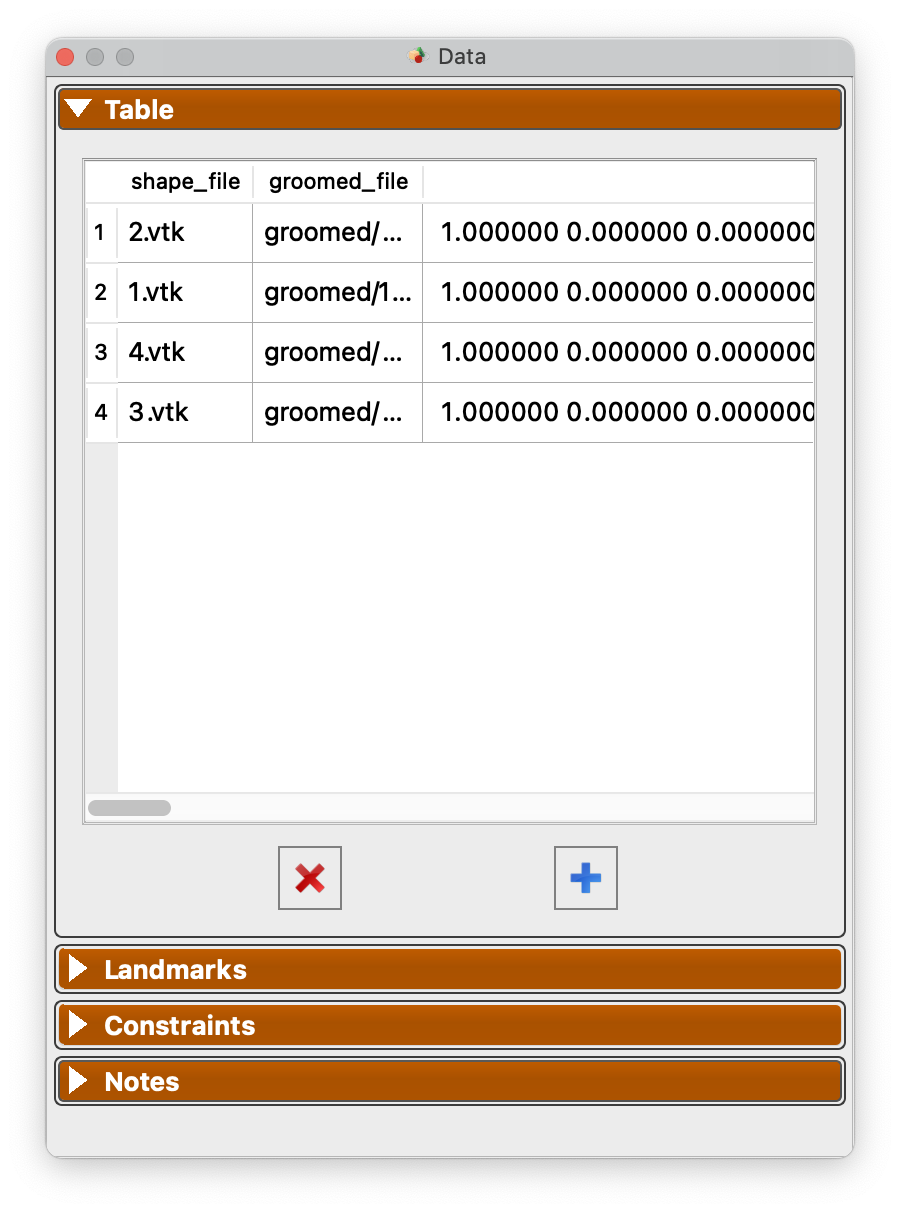 Data
Table
shape_file groomed_file
1 2.vtk groomed/... 1.000000 0.000000 0.000000
2 1.vtk groomed/1... 1.000000 0.000000 0.000000
3 4.vtk groomed/... 1.000000 0.000000 0.000000
4 3.vtk groomed/... 1.000000 0.000000 0.000000
Landmarks
Constraints
Notes